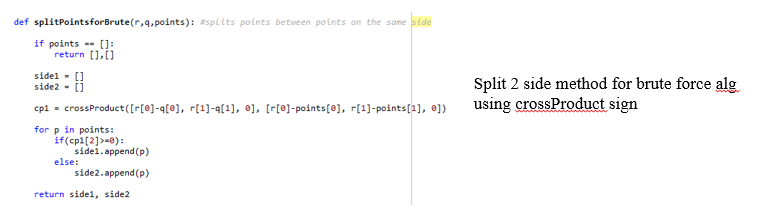 def splitPointsforBrute(r,q,points): #splits points between points on the same side
    if points == []:
        return [],[]
    side1 = []
    side2 = []
    cp1 = crossProduct([r[0]-q[0], r[1]-q[1], 0], [r[0]-points[0], r[1]-points[1], 0])
    for p in points:
        if(cp1[2]>=0):
            side1.append(p)
        else:
            side2.append(p)
    return side1, side2
Split 2 side method for brute force alg
using crossProduct sign